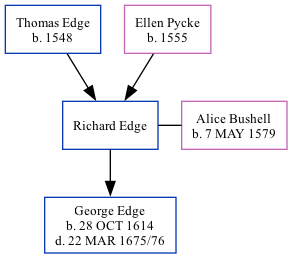 Thomas Edge
b. 1548
Ellen Pycke
b. 1555
Richard Edge
Alice Bushell
b. 7 MAY 1579
George Edge
b. 28 OCT 1614
d. 22 MAR 1675/76